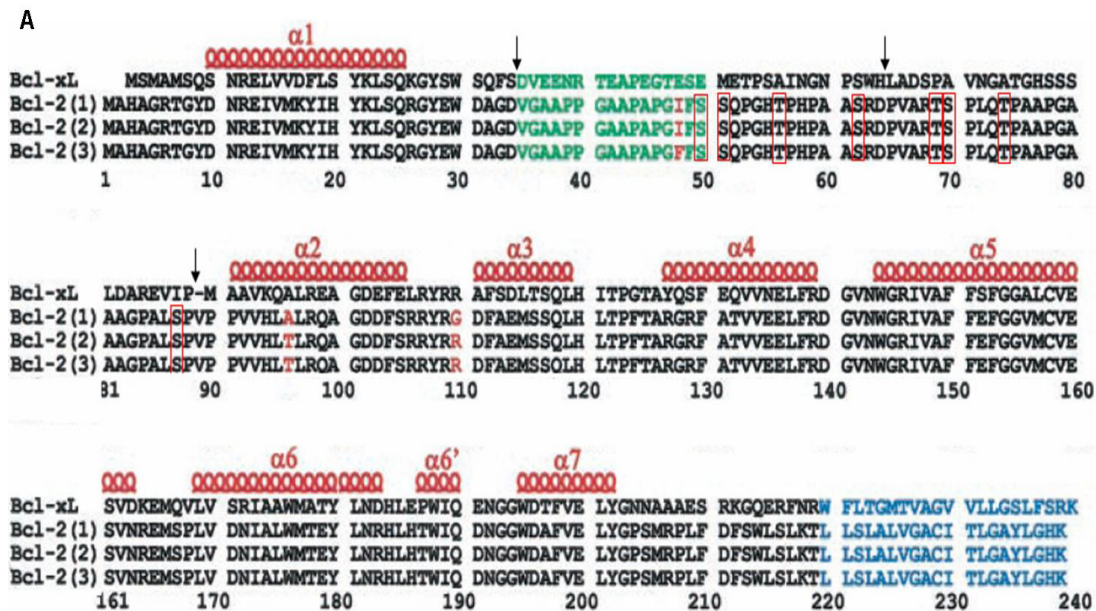 A
α1
Bcl-xL MSMAMSQS NRELVVDFLS YKLSQKGYSW SQFSDVEENR TEAPEGTESE METPSAINGN PSWHLADSPA VNGATGHSSS
Bcl-2(1) MAHAGRTGYD NREIVMKYIH YKLSQRGYEW DAGDVGAAPP GAAPAPGIFS SQPGHTPHPA ASRDPVARTS PLQTPAAPGA
Bcl-2(2) MAHAGRTGYD NREIVMKYIH YKLSQRGYEW DAGDVGAAPP GAAPAPGIFS SQPGHTPHPA ASRDPVARTS PLQTPAAPGA
Bcl-2(3) MAHAGRTGYD NREIVMKYIH YKLSQRGYEW DAGDVGAAPP GAAPAPGFFS SQPGHTPHPA ASRDPVARTS PLQTPAAPGA
1 10 20 30 40 50 60 70 80
α2 α3 α4 α5
Bcl-xL LDAREVIP-M AAVKQALREA GDEFELRYRR AFSDLTSQLH ITPGTAYQSF EQVVNELFRD GVNWGRIVAF FSFGGALCVE
Bcl-2(1) AAGPALSPVP PVVHLALRQA GDDFSRRYRG DFAEMSSQLH LTPFTARGRF ATVVEELFRD GVNWGRIVAF FEFGGVMCVE
Bcl-2(2) AAGPALSPVP PVVHLTLRQA GDDFSRRYRR DFAEMSSQLH LTPFTARGRF ATVVEELFRD GVNWGRIVAF FEFGGVMCVE
Bcl-2(3) AAGPALSPVP PVVHLTLRQA GDDFSRRYRR DFAEMSSQLH LTPFTARGRF ATVVEELFRD GVNWGRIVAF FEFGGVMCVE
81 90 100 110 120 130 140 150 160
α6 α6’ α7
Bcl-xL SVDKEMQVLV SRIAAWMATY LNDHLEPWIQ ENGGWDTFVE LYGNNAAAES RKGQERFNRW FLTGMTVAGV VLLGSLFSRK
Bcl-2(1) SVNREMSPLV DNIALWMTEY LNRHLHTWIQ DNGGWDAFVE LYGPSMRPLF DFSWLSLKTL LSLALVGACI TLGAYLGHK
Bcl-2(2) SVNREMSPLV DNIALWMTEY LNRHLHTWIQ DNGGWDAFVE LYGPSMRPLF DFSWLSLKTL LSLALVGACI TLGAYLGHK
Bcl-2(3) SVNREMSPLV DNIALWMTEY LNRHLHTWIQ DNGGWDAFVE LYGPSMRPLF DFSWLSLKTL LSLALVGACI TLGAYLGHK
161 170 180 190 200 210 220 230 240